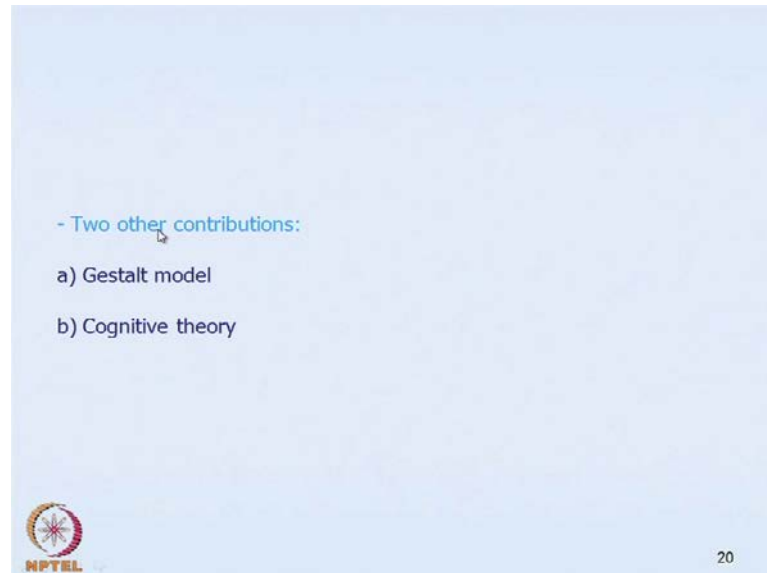 - Two other contributions:
a) Gestalt model
b) Cognitive theory
NPTEL
20